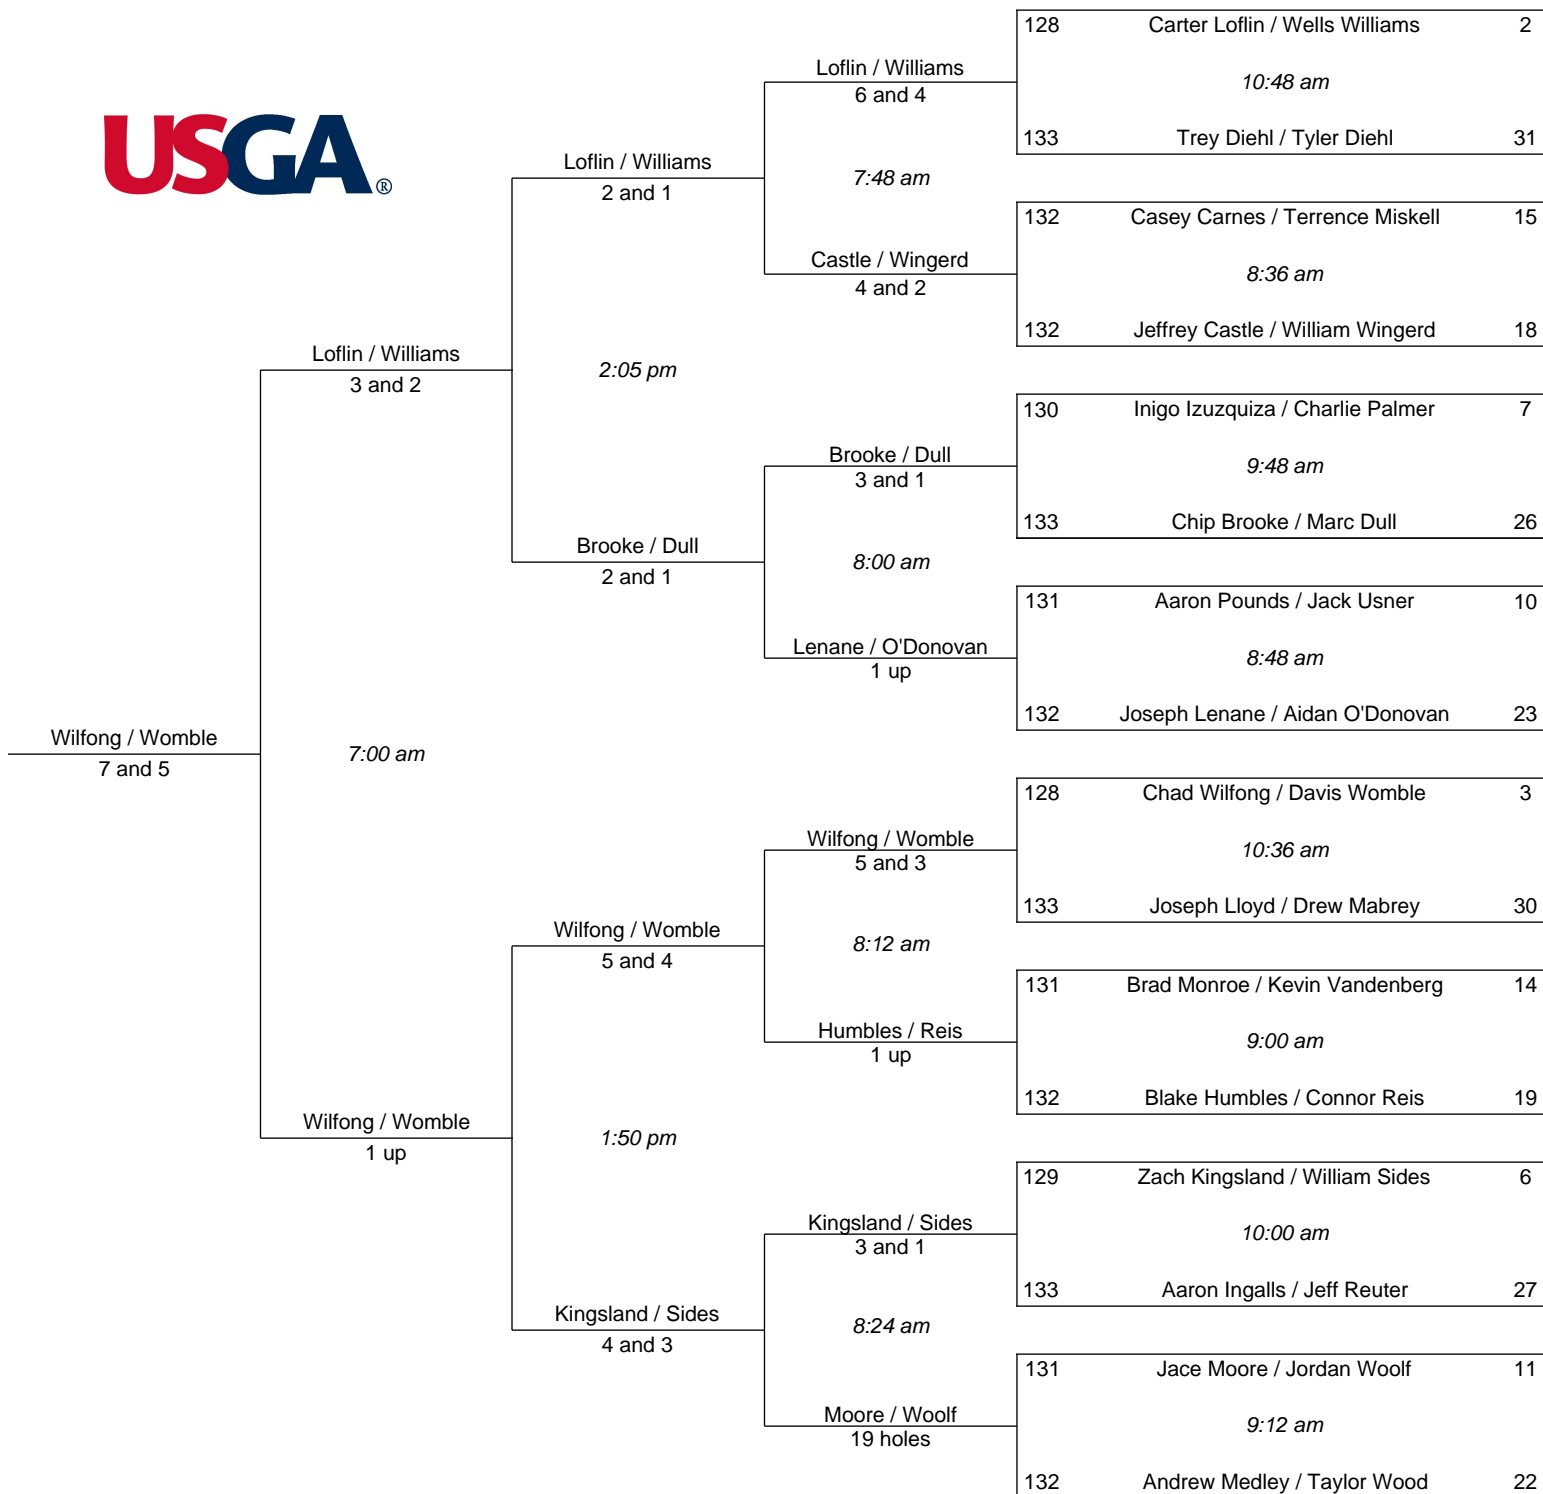 128 Carter Loflin / Wells Williams 2
Loflin / Williams
10:48 am
6 and 4
USGA®
133 Trey Diehl / Tyler Diehl 31
Loflin / Williams
7:48 am
2 and 1
132 Casey Carnes / Terrence Miskell 15
Castle / Wingerd
8:36 am
4 and 2
132 Jeffrey Castle / William Wingerd 18
Loflin / Williams
2:05 pm
3 and 2
130 Inigo Izuzquiza / Charlie Palmer 7
Brooke / Dull
9:48 am
3 and 1
133 Chip Brooke / Marc Dull 26
Brooke / Dull
8:00 am
2 and 1
131 Aaron Pounds / Jack Usner 10
Lenane / O'Donovan
8:48 am
1 up
132 Joseph Lenane / Aidan O'Donovan 23
Wilfong / Womble
7:00 am
7 and 5
128 Chad Wilfong / Davis Womble 3
Wilfong / Womble
10:36 am
5 and 3
133 Joseph Lloyd / Drew Mabrey 30
Wilfong / Womble
8:12 am
5 and 4
131 Brad Monroe / Kevin Vandenberg 14
Humbles / Reis
9:00 am
1 up
132 Blake Humbles / Connor Reis 19
Wilfong / Womble
1:50 pm
1 up
129 Zach Kingsland / William Sides 6
Kingsland / Sides
10:00 am
3 and 1
133 Aaron Ingalls / Jeff Reuter 27
Kingsland / Sides
8:24 am
4 and 3
131 Jace Moore / Jordan Woolf 11
Moore / Woolf
9:12 am
19 holes
132 Andrew Medley / Taylor Wood 22